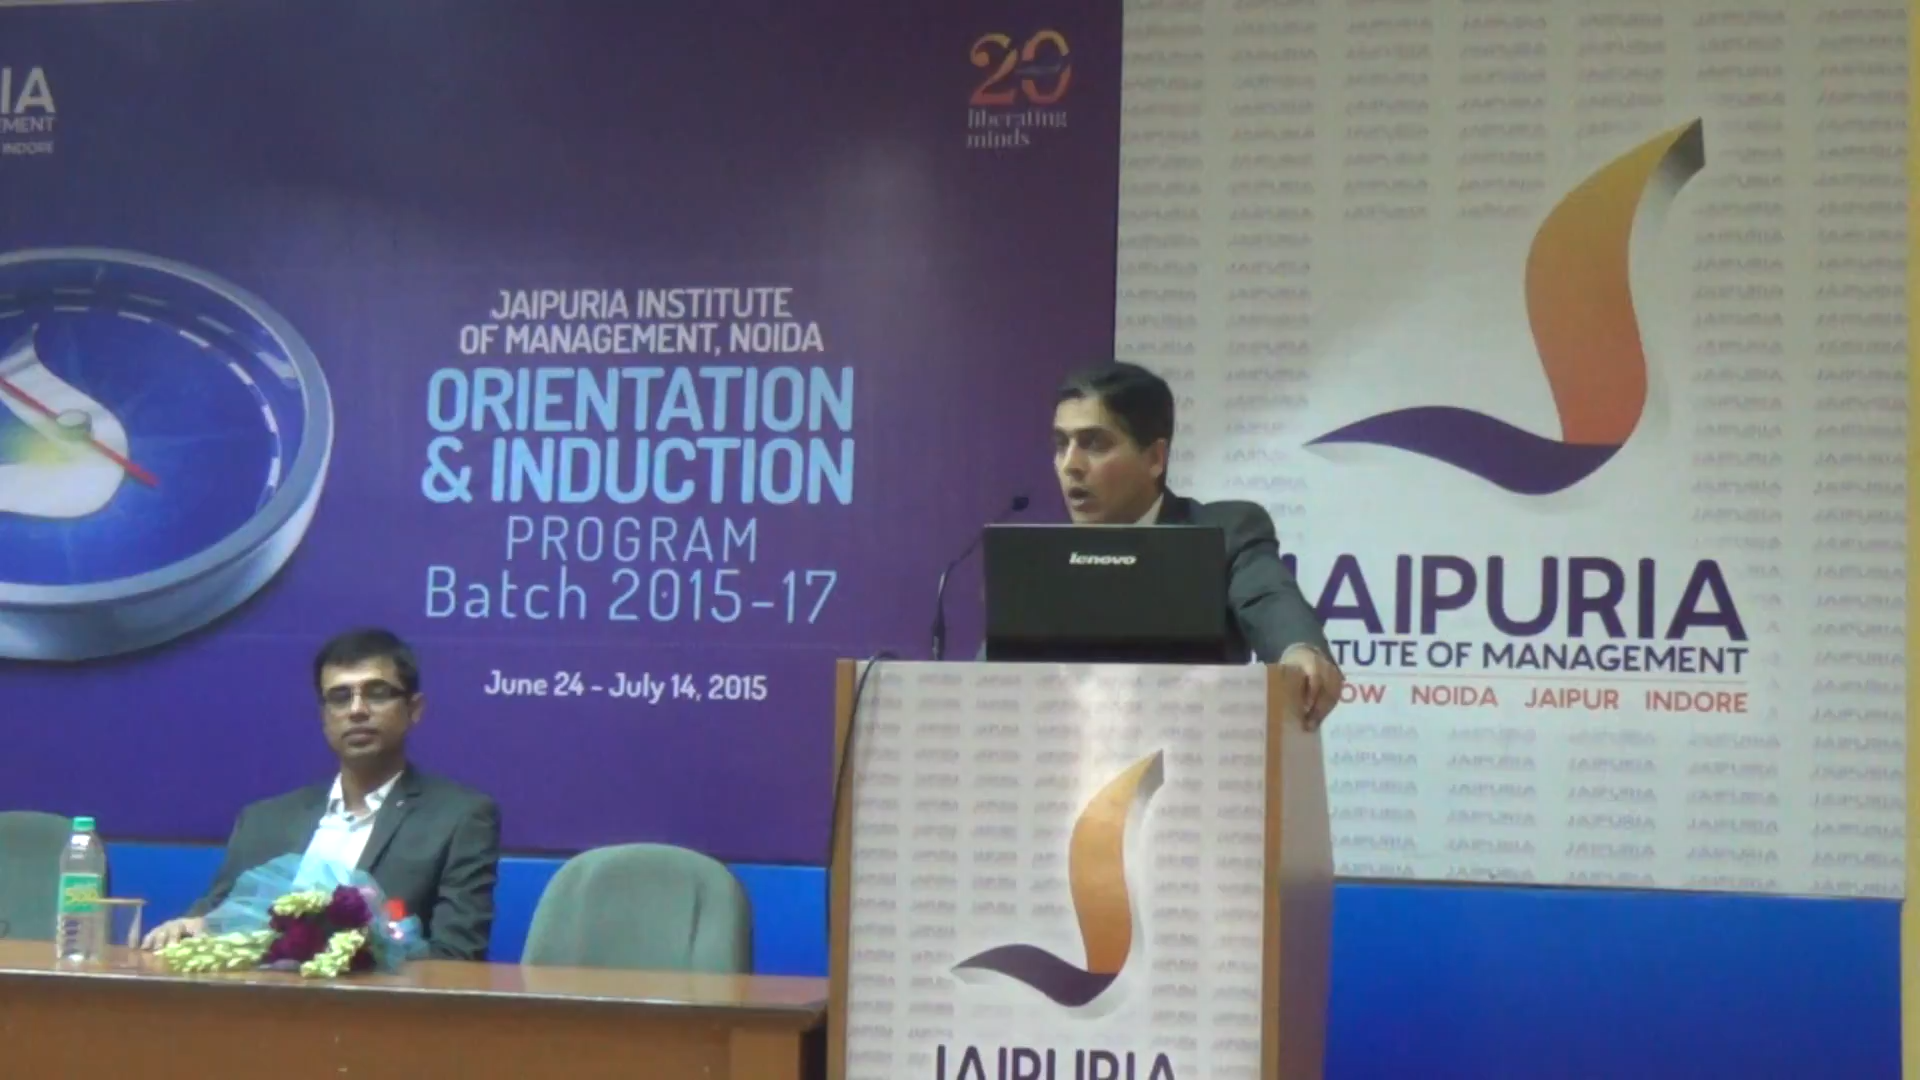 IA
EMENT
INDORE
20
liberating
minds
JAIPURIA INSTITUTE
OF MANAGEMENT, NOIDA
ORIENTATION
& INDUCTION
PROGRAM
Batch 2015-17
June 24 - July 14, 2015
lenovo
JAIPURIA
TUTE OF MANAGEMENT
OW NOIDA JAIPUR INDORE
JAIPURIA